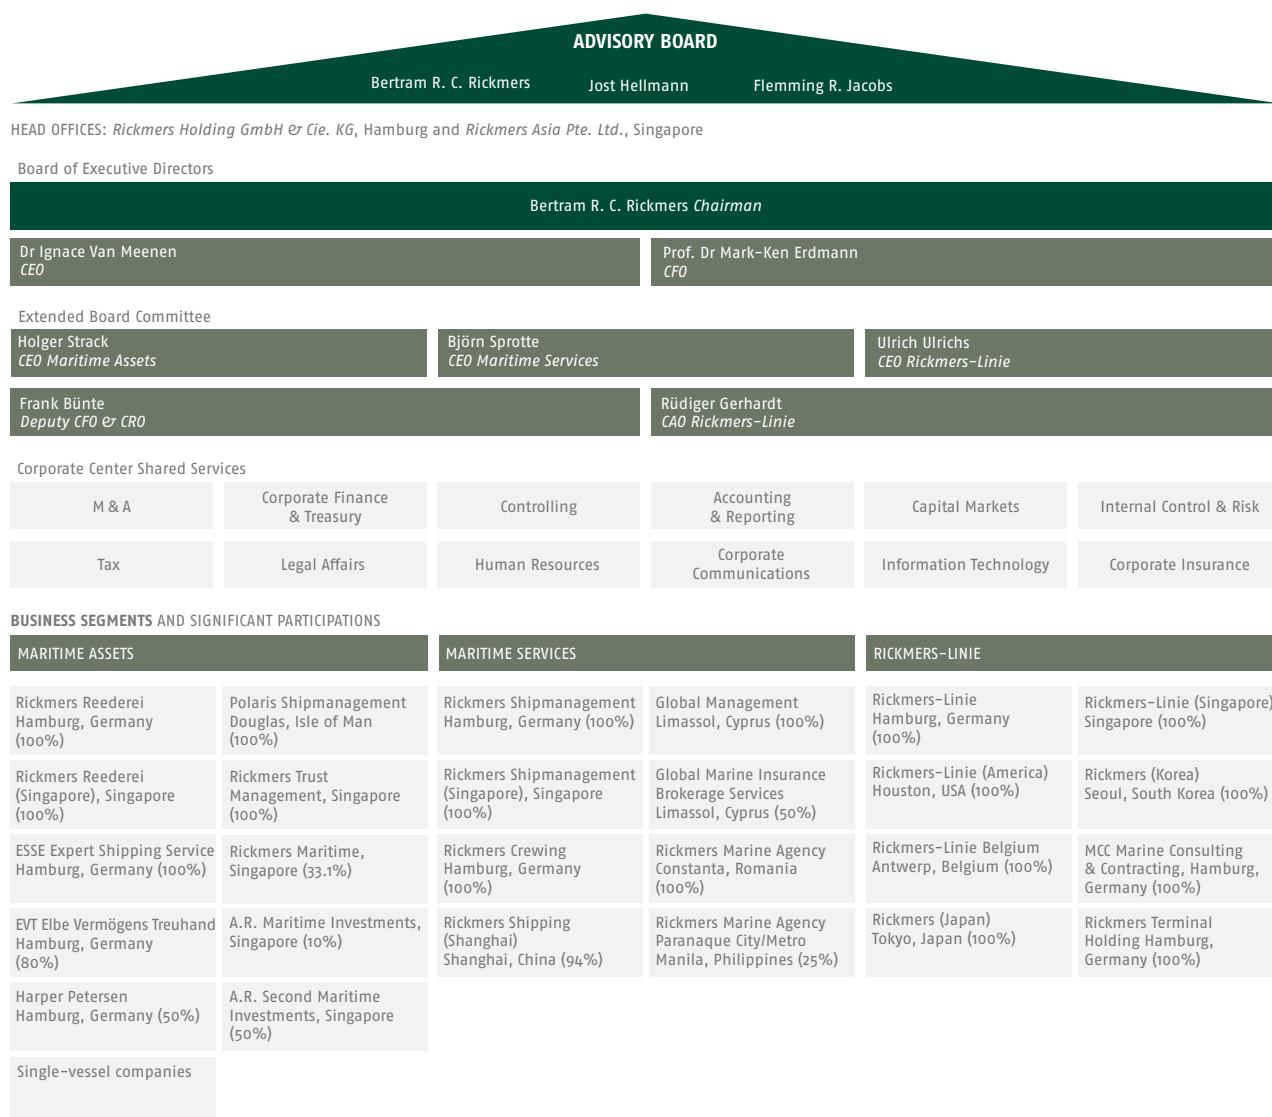 ADVISORY BOARD
Bertram R. C. Rickmers
Jost Hellmann
Flemming R. Jacobs
HEAD OFFICES: Rickmers Holding GmbH & Cie. KG, Hamburg and Rickmers Asia Pte. Ltd., Singapore
Board of Executive Directors
Bertram R. C. Rickmers Chairman
Dr Ignace Van Meenen
CEO
Prof. Dr Mark-Ken Erdmann
CFO
Extended Board Committee
Holger Strack
CEO Maritime Assets
Björn Sprotte
CEO Maritime Services
Ulrich Ulrichs
CEO Rickmers-Linie
Frank Bünte
Deputy CFO & CRO
Rüdiger Gerhardt
CAO Rickmers-Linie
Corporate Center Shared Services
M & A
Corporate Finance
& Treasury
Controlling
Accounting
& Reporting
Capital Markets
Internal Control & Risk
Tax
Legal Affairs
Human Resources
Corporate
Communications
Information Technology
Corporate Insurance
BUSINESS SEGMENTS AND SIGNIFICANT PARTICIPATIONS
MARITIME ASSETS
Rickmers Reederei
Hamburg, Germany
(100%)
Polaris Shipmanagement
Douglas, Isle of Man
(100%)
Rickmers Reederei
(Singapore), Singapore
(100%)
Rickmers Trust
Management, Singapore
(100%)
ESSE Expert Shipping Service
Hamburg, Germany (100%)
Rickmers Maritime,
Singapore (33.1%)
EVT Elbe Vermögens Treuhand
Hamburg, Germany
(80%)
A.R. Maritime Investments,
Singapore (10%)
Harper Petersen
Hamburg, Germany (50%)
A.R. Second Maritime
Investments, Singapore
(50%)
Single-vessel companies
MARITIME SERVICES
Rickmers Shipmanagement
Hamburg, Germany (100%)
Global Management
Limassol, Cyprus (100%)
Rickmers Shipmanagement
(Singapore), Singapore
(100%)
Global Marine Insurance
Brokerage Services
Limassol, Cyprus (50%)
Rickmers Crewing
Hamburg, Germany
(100%)
Rickmers Marine Agency
Constanta, Romania
(100%)
Rickmers Shipping
(Shanghai)
Shanghai, China (94%)
Rickmers Marine Agency
Paranaque City/Metro
Manila, Philippines (25%)
RICKMERS-LINIE
Rickmers-Linie
Hamburg, Germany
(100%)
Rickmers-Linie (Singapore)
Singapore (100%)
Rickmers-Linie (America)
Houston, USA (100%)
Rickmers (Korea)
Seoul, South Korea (100%)
Rickmers-Linie Belgium
Antwerp, Belgium (100%)
MCC Marine Consulting
& Contracting, Hamburg,
Germany (100%)
Rickmers (Japan)
Tokyo, Japan (100%)
Rickmers Terminal
Holding Hamburg,
Germany (100%)